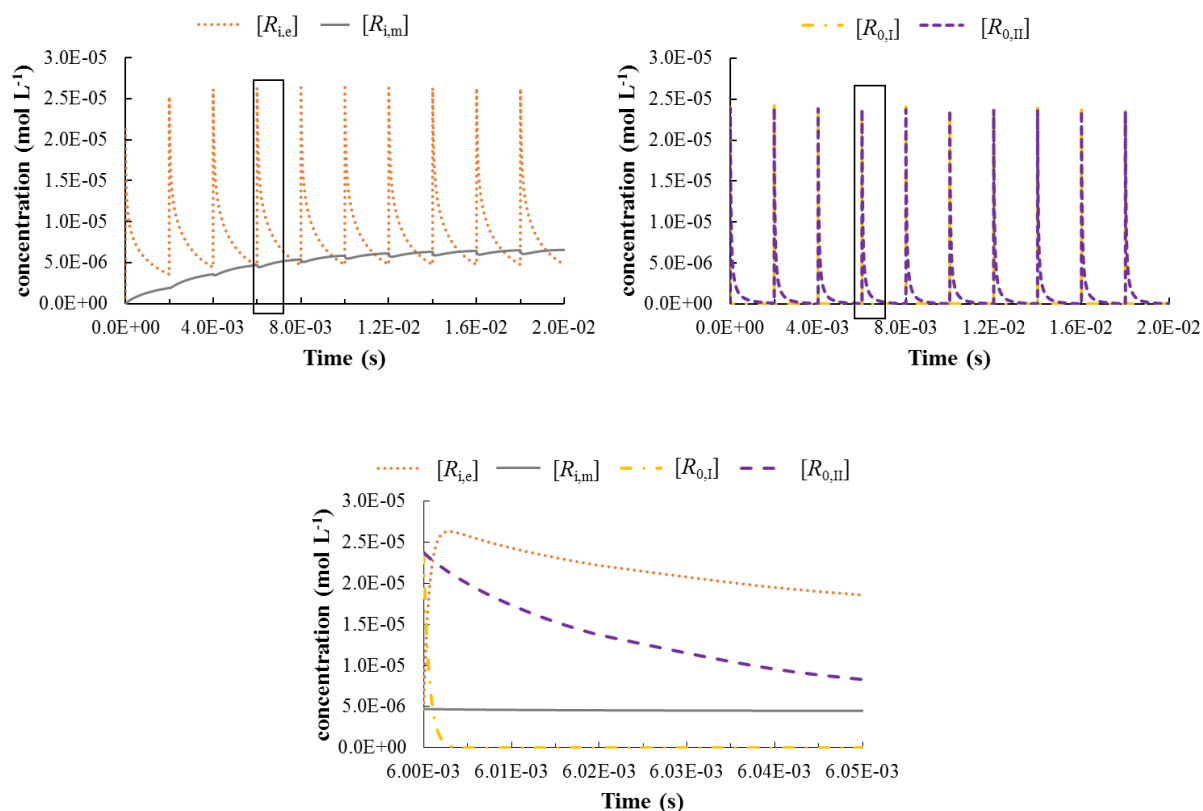 [Ri,e] [Ri,m]
concentration (mol L-1)
3.0E-05
2.5E-05
2.0E-05
1.5E-05
1.0E-05
5.0E-06
0.0E+00
0.0E+00 4.0E-03 8.0E-03 1.2E-02 1.6E-02 2.0E-02
Time (s)
[R0,I] [R0,II]
concentration (mol L-1)
3.0E-05
2.5E-05
2.0E-05
1.5E-05
1.0E-05
5.0E-06
0.0E+00
0.0E+00 4.0E-03 8.0E-03 1.2E-02 1.6E-02 2.0E-02
Time (s)
[Ri,e] [Ri,m] [R0,I] [R0,II]
concentration (mol L-1)
3.0E-05
2.5E-05
2.0E-05
1.5E-05
1.0E-05
5.0E-06
0.0E+00
6.00E-03 6.01E-03 6.02E-03 6.03E-03 6.04E-03 6.05E-03
Time (s)